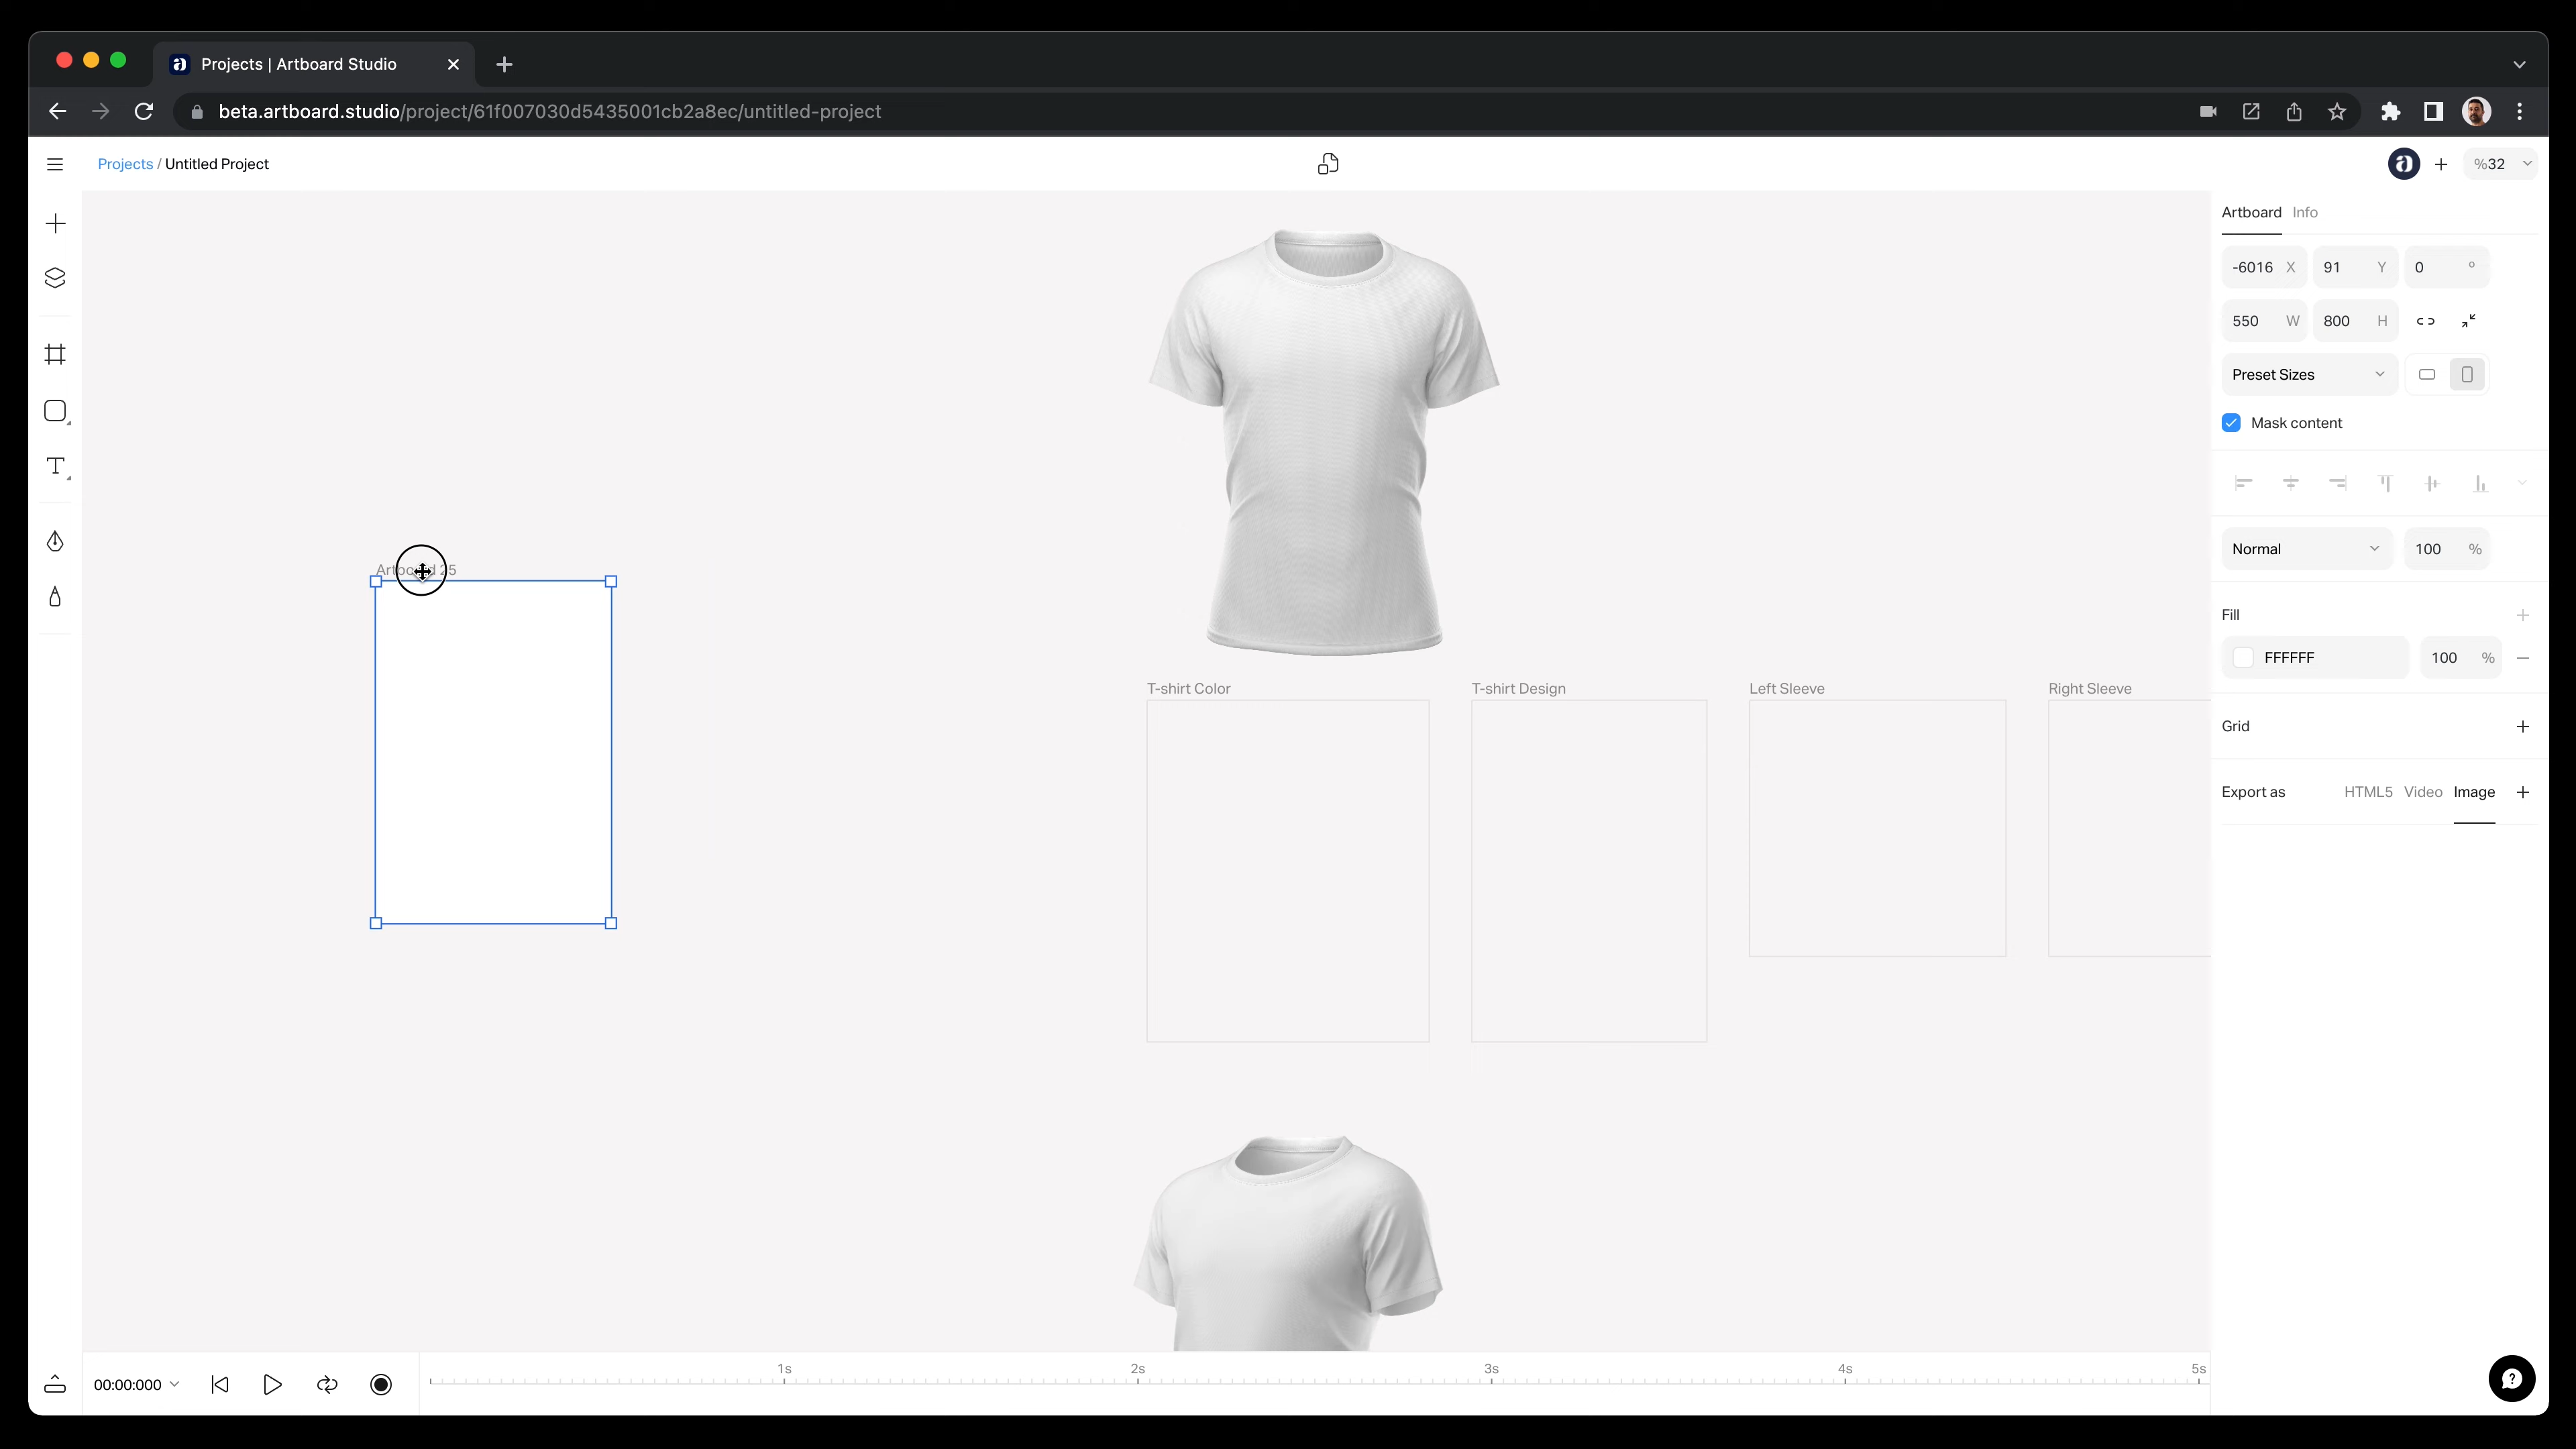 Projects | Artboard Studio
beta.artboard.studio/project/61f007030d5435001cb2a8ec/untitled-project
Projects / Untitled Project
%32
Artboard Info
-6016 X 91 Y 0 °
550 W 800 H
Preset Sizes
Mask content
Normal 100 %
Fill
FFFFFF 100 %
Grid
Export as HTML5 Video Image
25
T-shirt Color
T-shirt Design
Left Sleeve
Right Sleeve
00:00:000
1s 2s 3s 4s 5s